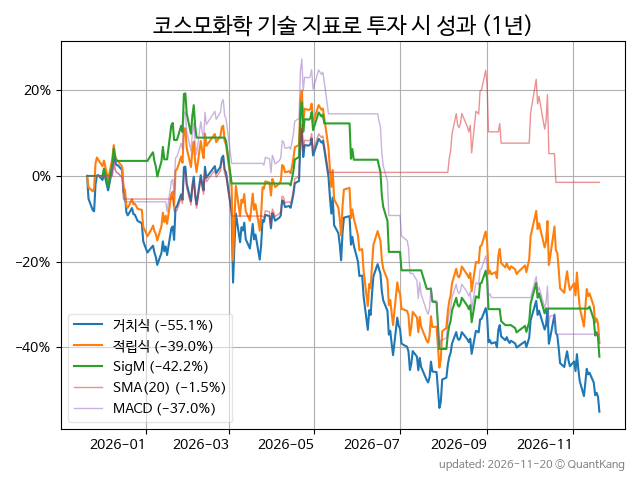 코스모화학 기술 지표로 투자 시 성과 (1년)
20%
0%
−20%
−40%
거치식 (−55.1%)
적립식 (−39.0%)
SigM (−42.2%)
SMA(20) (−1.5%)
MACD (−37.0%)
2026−01 2026−03 2026−05 2026−07 2026−09 2026−11
updated: 2026−11−20 © QuantKang